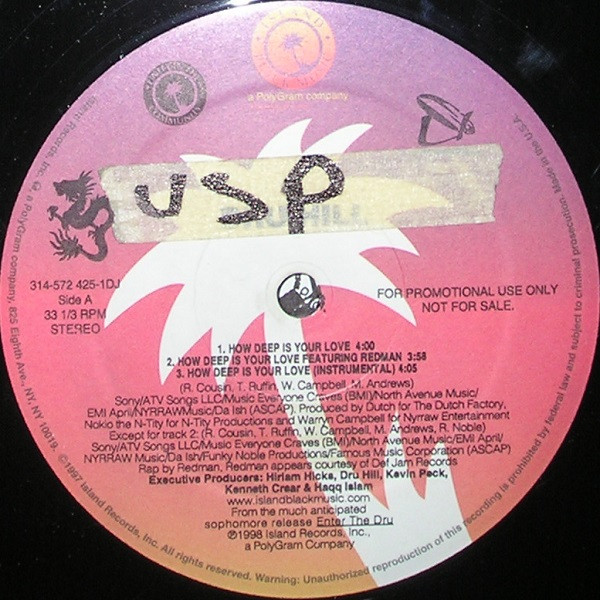 ISLAND
a PolyGram company
USP
314-572 425-1DJ
Side A
33 1/3 RPM
STEREO
FOR PROMOTIONAL USE ONLY
NOT FOR SALE.
1. HOW DEEP IS YOUR LOVE 4:00
2. HOW DEEP IS YOUR LOVE FEATURING REDMAN 3:58
3. HOW DEEP IS YOUR LOVE (INSTRUMENTAL) 4:05
(R. Cousin, T. Ruffin, W. Campbell, M. Andrews)
Sony/ATV Songs LLC/Music Everyone Craves (BMI)/North Avenue Music/
EMI April/NYRRAWMusic/Da Ish (ASCAP). Produced by Dutch for The Dutch Factory,
Nokio the N-Tity for N-Tity Productions and Warryn Campbell for Nyrraw Entertainment
Except for track 2: (R. Cousin, T. Ruffin, W. Campbell, M. Andrews, R. Noble)
Sony/ATV Songs LLC/Music Everyone Craves (BMI)/North Avenue Music/EMI April/
NYRRAW Music/Da Ish/Funky Noble Productions/Famous Music Corporation (ASCAP)
Rap by Redman, Redman appears courtesy of Def Jam Records
Executive Producers: Hiriam Hicks, Dru Hill, Kevin Peck,
Kenneth Crear & Haqq Islam
www.islandblackmusic.com
From the much anticipated
sophomore release Enter The Dru
℗1998 Island Records, Inc.,
a PolyGram Company
Records, Inc. a PolyGram company, 825 Eighth Ave., NY, NY 10019. ©1997 Island Records, Inc. All rights reserved. Warning: Unauthorized reproduction of this recording is prohibited by federal law and subject to criminal prosecution. Made in the U.S.A.